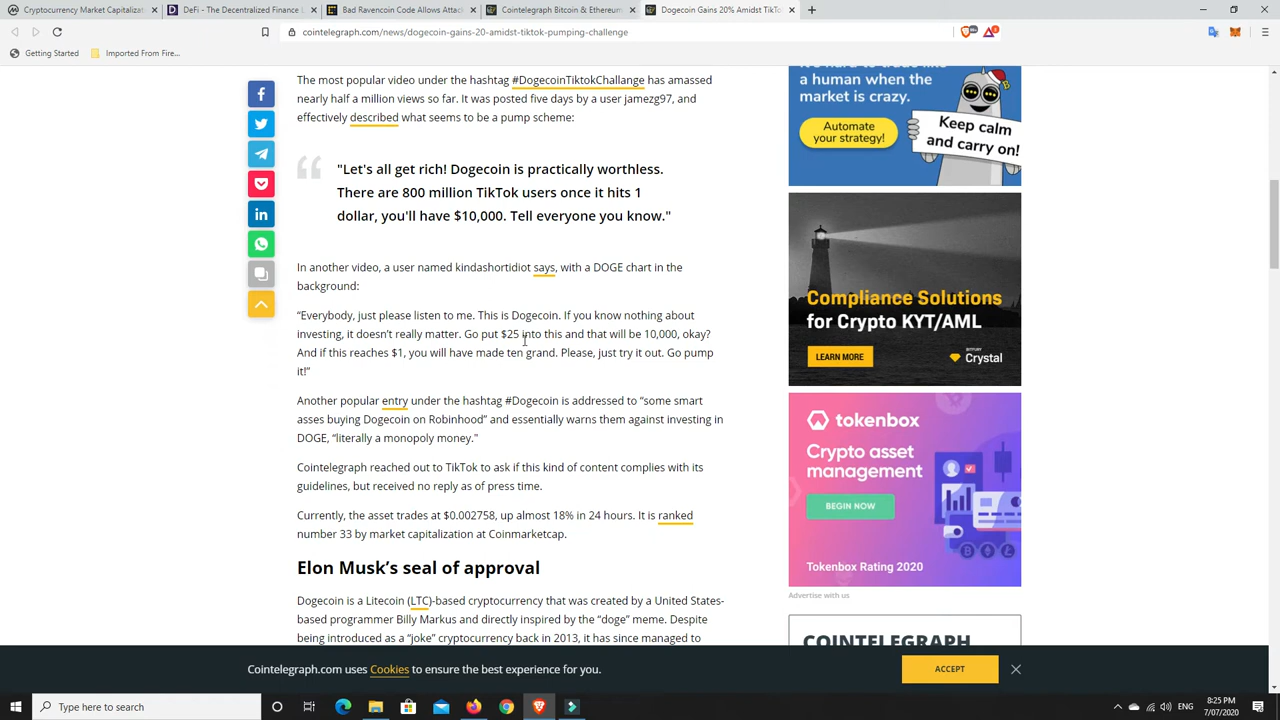 Cryptocurrency Market Capitalizat
DeFi - The Decentralized Finance L
Bad Ravencoin Code Allows Attac
Cointelegraph Bitcoin & Ethereum
Dogecoin Gains 20% Amidst TikT
cointelegraph.com/news/dogecoin-gains-20-amidst-tiktok-pumping-challenge
Getting Started
Imported From Fire...
The most popular video under the hashtag #DogecoinTiktokChallange has amassed
nearly half a million views so far. It was posted five days by a user jamezg97, and
effectively described what seems to be a pump scheme:
"Let's all get rich! Dogecoin is practically worthless.
There are 800 million TikTok users once it hits 1
dollar, you'll have $10,000. Tell everyone you know."
In another video, a user named kindashortidiot says, with a DOGE chart in the
background:
“Everybody, just please listen to me. This is Dogecoin. If you know nothing about
investing, it doesn’t really matter. Go put $25 into this and that will be 10,000, okay?
And if this reaches $1, you will have made ten grand. Please, just try it out. Go pump
it!”
Another popular entry under the hashtag #Dogecoin is addressed to “some smart
asses buying Dogecoin on Robinhood” and essentially warns them against investing in
DOGE, “literally a monopoly money."
Cointelegraph reached out to TikTok to ask if this kind of content complies with its
guidelines, but received no reply as of press time.
Currently, the asset trades at $0.002758, up almost 18% in 24 hours. It is ranked
number 33 by market capitalization at Coinmarketcap.
Elon Musk’s seal of approval
Dogecoin is a Litecoin (LTC)-based cryptocurrency that was created by a United States-
based programmer Billy Markus and directly inspired by the “doge” meme. Despite
being introduced as a “joke” cryptocurrency back in 2013, it has since managed to
a human when the
market is crazy.
Automate
your strategy!
Keep calm
and carry on!
Compliance Solutions
for Crypto KYT/AML
LEARN MORE
BITFURY
Crystal
tokenbox
Crypto asset
management
BEGIN NOW
Tokenbox Rating 2020
Advertise with us
COINTELEGRAPH
Cointelegraph.com uses Cookies to ensure the best experience for you.
ACCEPT
Type here to search
ENG
8:25 PM
7/07/2020